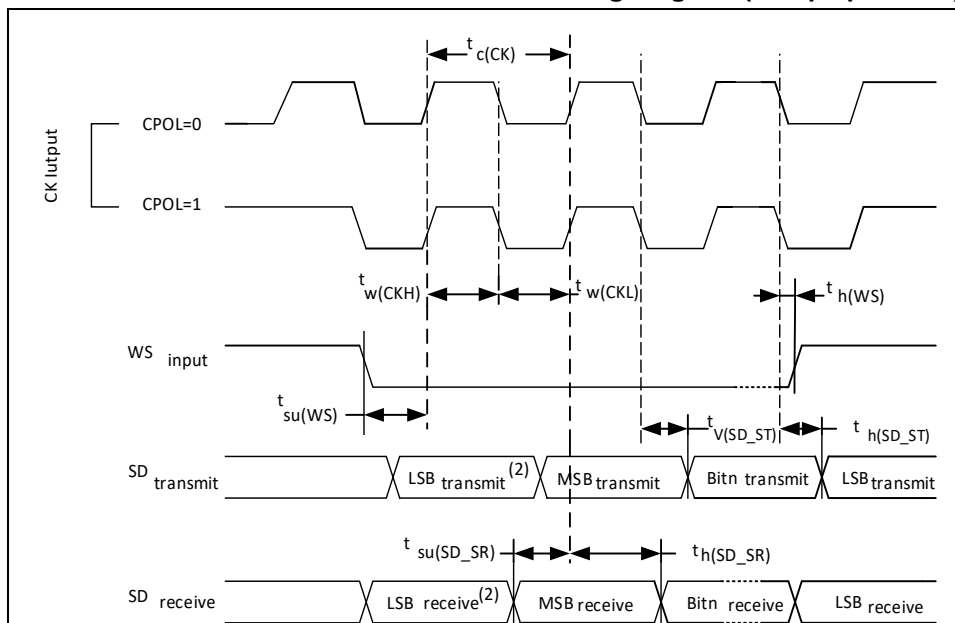 t c(CK)
CK Iutput
CPOL=0
CPOL=1
t w(CKH)
t w(CKL)
t h(WS)
WS input
t su(WS)
t V(SD_ST)
t h(SD_ST)
SD transmit
LSB transmit (2)
MSB transmit
Bitn transmit
LSB transmit
t su(SD_SR)
t h(SD_SR)
SD receive
LSB receive (2)
MSB receive
Bitn receive
LSB receive